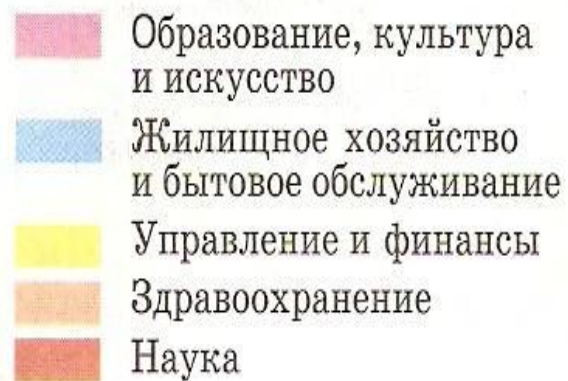 Образование, культура
и искусство
Жилищное хозяйство
и бытовое обслуживание
Управление и финансы
Здравоохранение
Наука